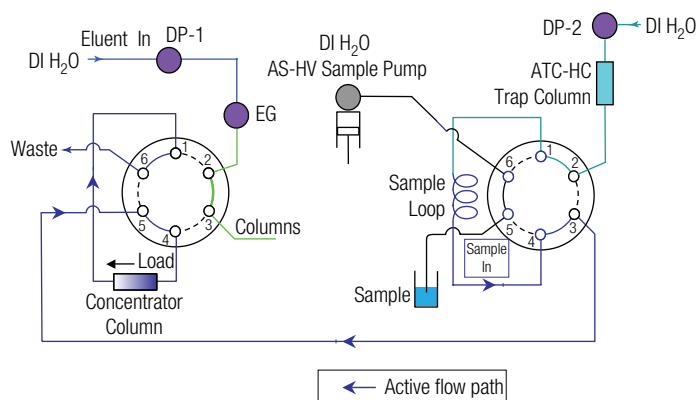 Eluent In
DP-1
DI H₂O
EG
Waste
1
2
3
4
5
6
Columns
Load
Concentrator
Column
DI H₂O
AS-HV Sample Pump
DP-2
DI H₂O
ATC-HC
Trap Column
Sample
Loop
1
2
3
4
5
6
Sample
In
Sample
Active flow path